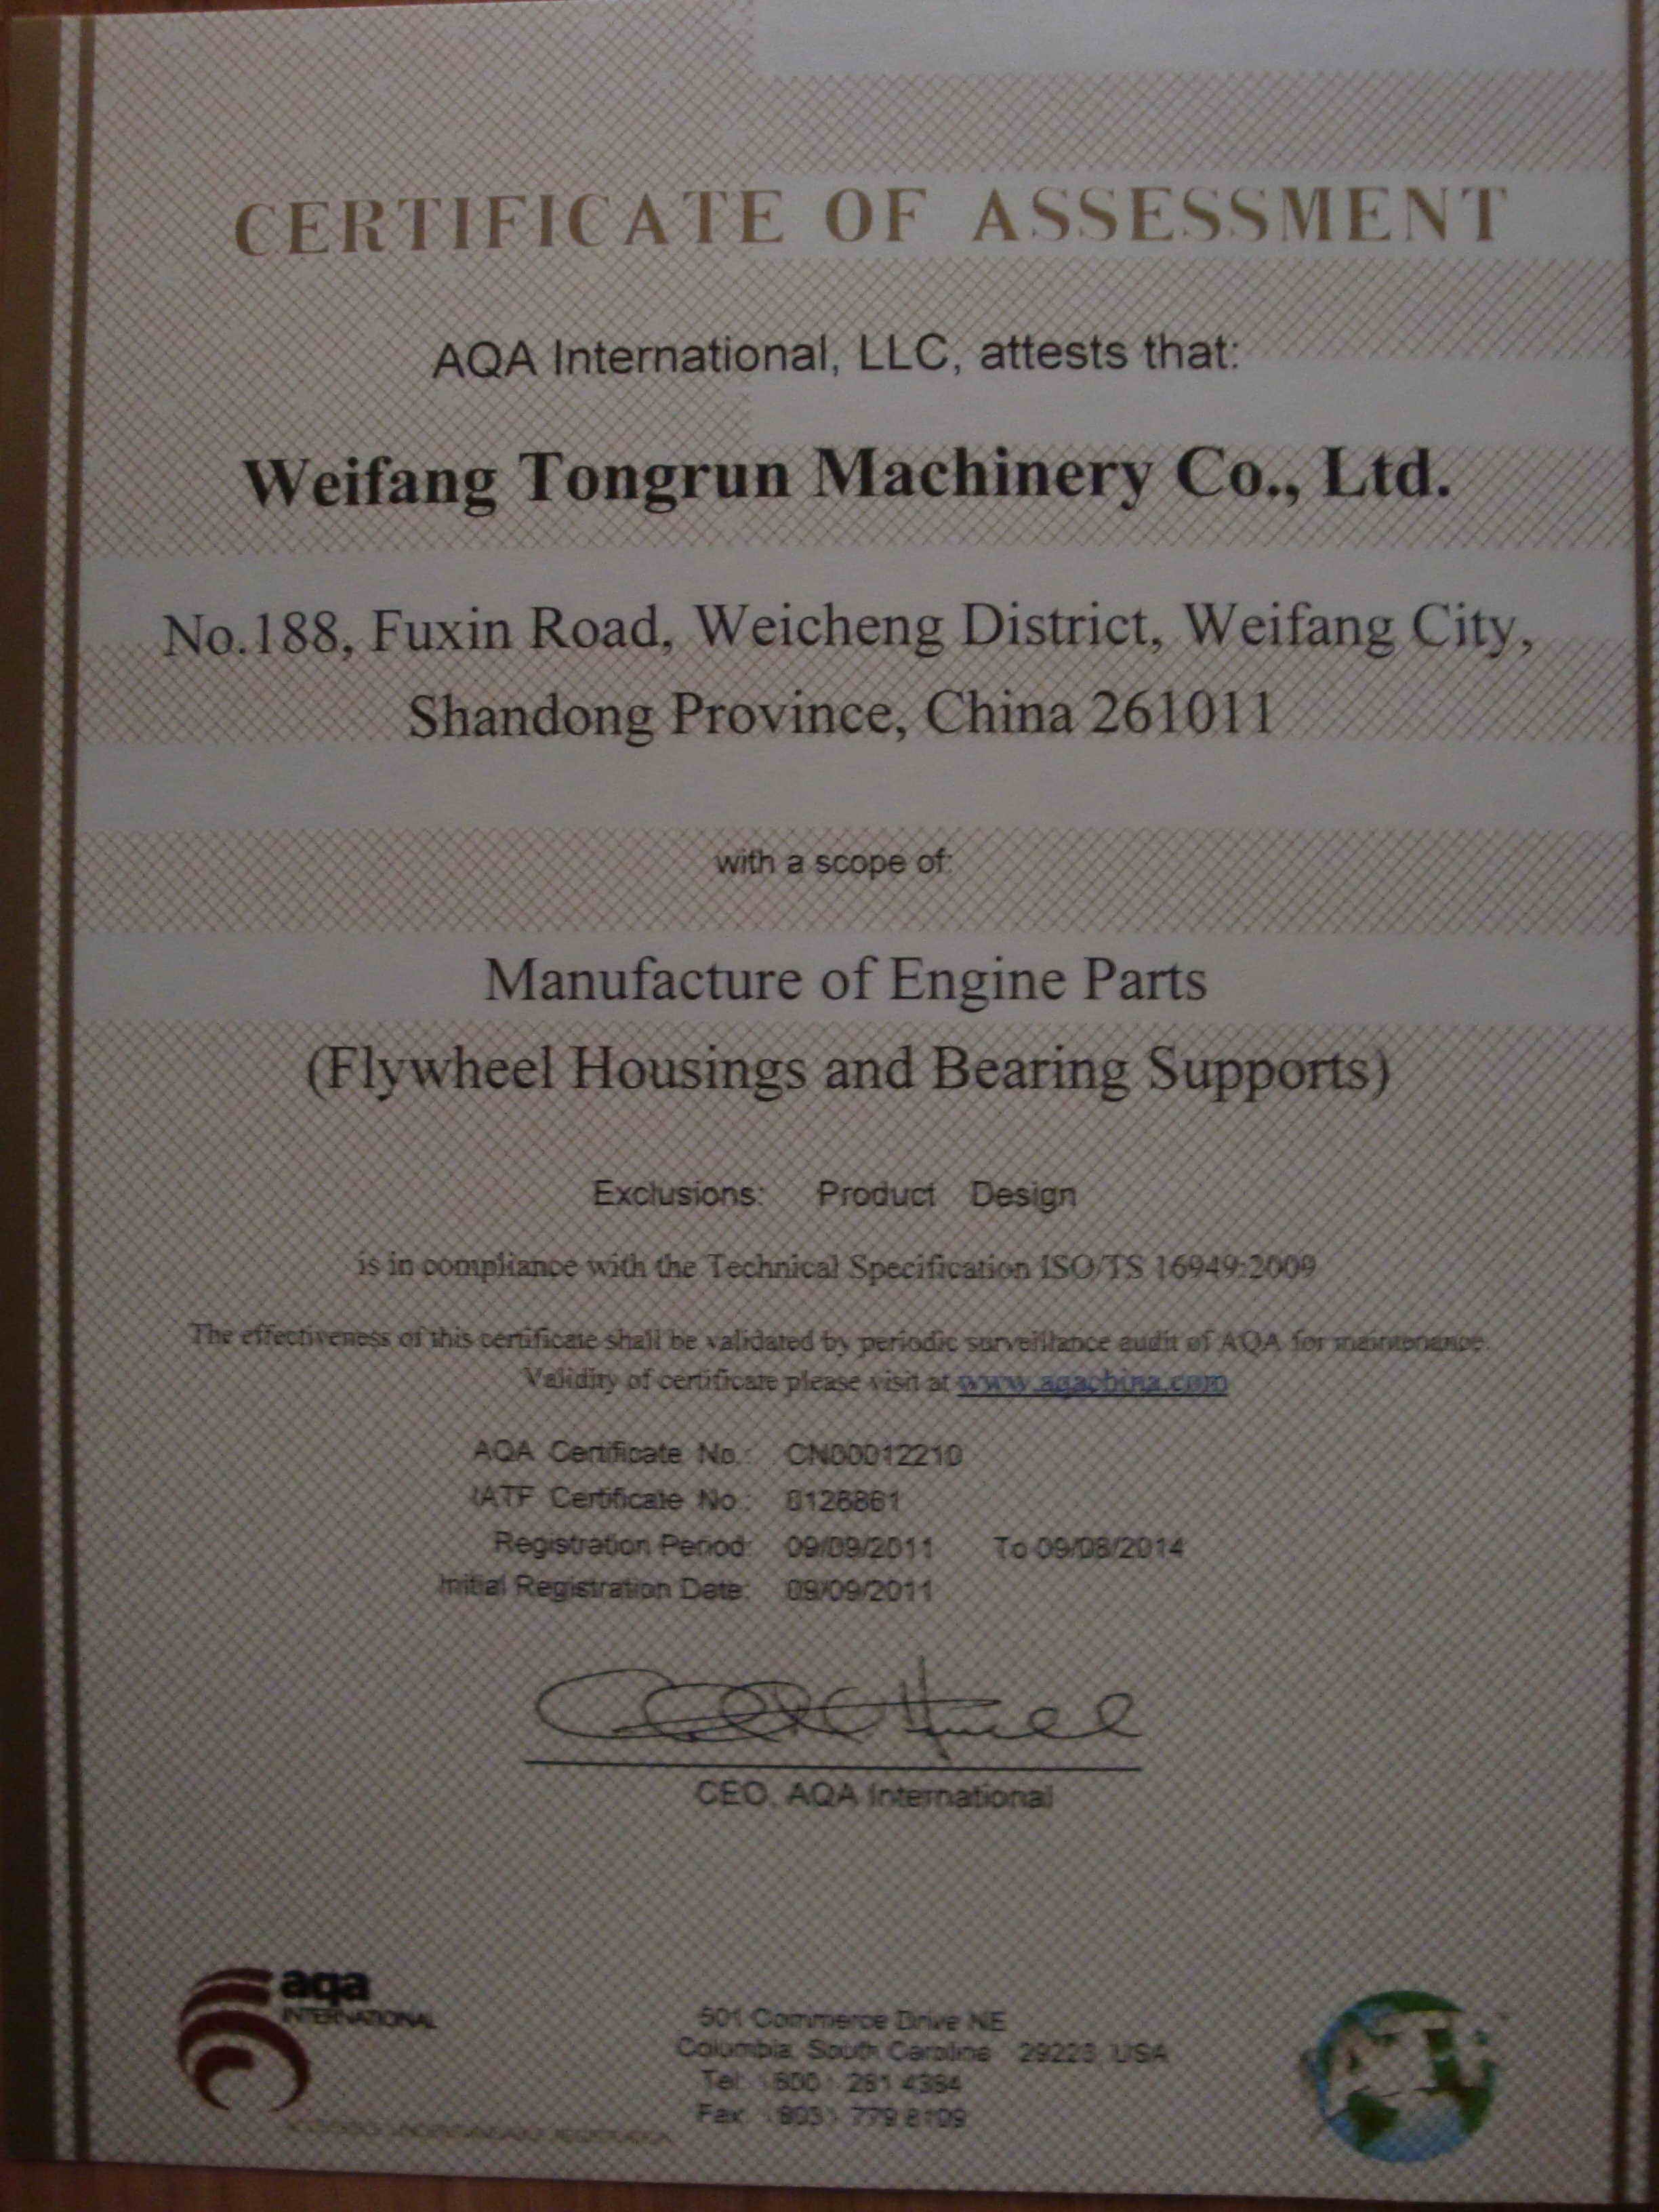 CERTIFICATE OF ASSESSMENT
AQA International, LLC, attests that:
Weifang Tongrun Machinery Co., Ltd.
No.188, Fuxin Road, Weicheng District, Weifang City,
Shandong Province, China 261011
with a scope of:
Manufacture of Engine Parts
(Flywheel Housings and Bearing Supports)
Exclusions: Product Design
is in compliance with the Technical Specification ISO/TS 16949:2009
The effectiveness of this certificate shall be validated by periodic surveillance audit of AQA for maintenance.
Validity of certificate please visit at www.aqachina.com
AQA Certificate No.: CN00012210
IATF Certificate No.: 0126861
Registration Period: 09/09/2011 To 09/08/2014
Initial Registration Date: 09/09/2011
CEO, AQA International
aqa
INTERNATIONAL
501 Commerce Drive NE
Columbia, South Carolina 29223 USA
Tel: (800) 281 4384
Fax: (803) 779 8109